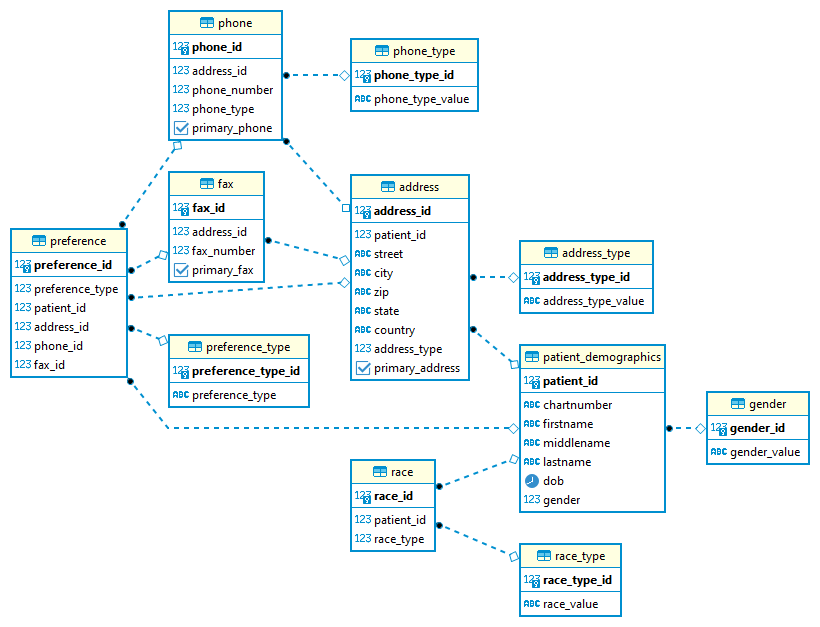 phone
123 phone_id
123 address_id
123 phone_number
123 phone_type
primary_phone
phone_type
123 phone_type_id
ABC phone_type_value
fax
123 fax_id
123 address_id
123 fax_number
primary_fax
address
123 address_id
123 patient_id
ABC street
ABC city
ABC zip
ABC state
ABC country
123 address_type
primary_address
preference
123 preference_id
123 preference_type
123 patient_id
123 address_id
123 phone_id
123 fax_id
address_type
123 address_type_id
ABC address_type_value
preference_type
123 preference_type_id
ABC preference_type
patient_demographics
123 patient_id
ABC chartnumber
ABC firstname
ABC middlename
ABC lastname
dob
123 gender
gender
123 gender_id
ABC gender_value
race
123 race_id
123 patient_id
123 race_type
race_type
123 race_type_id
ABC race_value